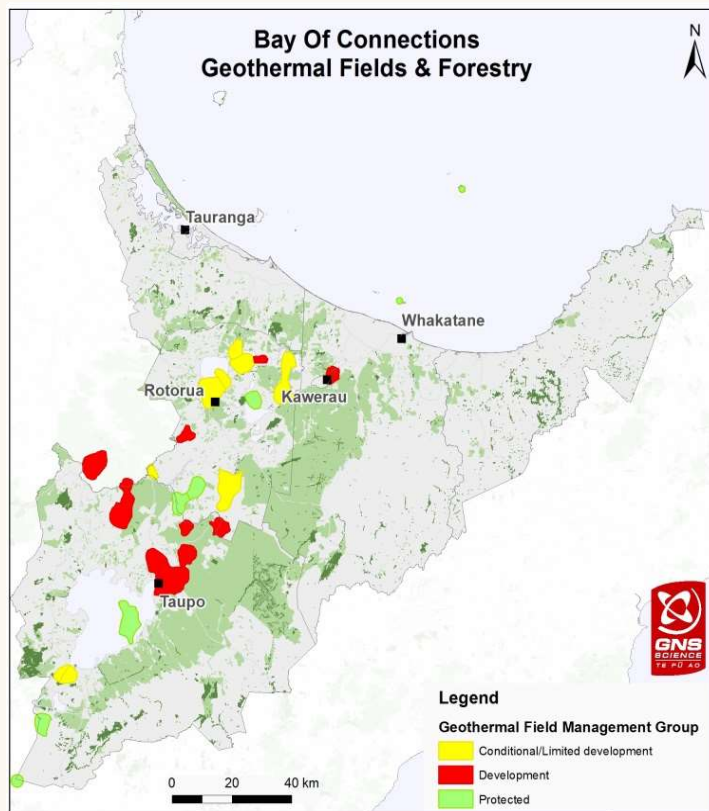 Bay Of Connections
Geothermal Fields & Forestry
N
Tauranga
Whakatane
Rotorua
Kawerau
Taupo
GNS
SCIENCE
TE PŪ AO
Legend
Geothermal Field Management Group
Conditional/Limited development
Development
Protected
0 20 40 km